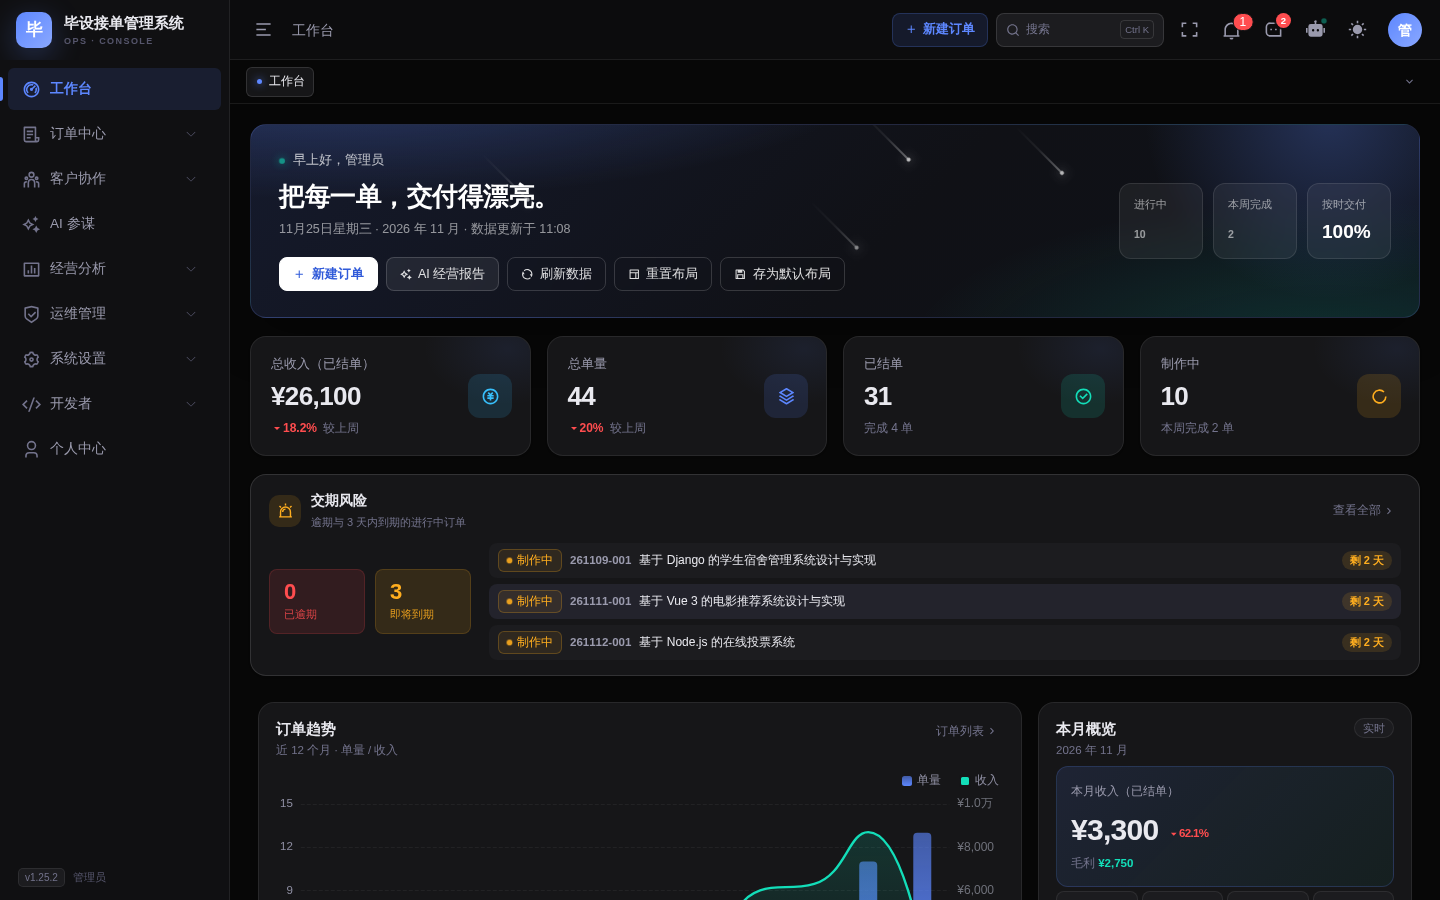 毕
毕设接单管理系统
OPS · CONSOLE
工作台
订单中心
客户协作
AI 参谋
经营分析
运维管理
系统设置
开发者
个人中心
v1.25.2 管理员
工作台
+ 新建订单
搜索 Ctrl K
1
2
管
工作台
早上好，管理员
把每一单，交付得漂亮。
11月25日星期三 · 2026 年 11 月 · 数据更新于 11:08
+ 新建订单
AI 经营报告
刷新数据
重置布局
存为默认布局
进行中
10
本周完成
2
按时交付
100%
总收入（已结单）
¥26,100
18.2% 较上周
总单量
44
20% 较上周
已结单
31
完成 4 单
制作中
10
本周完成 2 单
交期风险
逾期与 3 天内到期的进行中订单
查看全部
0
已逾期
3
即将到期
制作中 261109-001 基于 Django 的学生宿舍管理系统设计与实现 剩 2 天
制作中 261111-001 基于 Vue 3 的电影推荐系统设计与实现 剩 2 天
制作中 261112-001 基于 Node.js 的在线投票系统 剩 2 天
订单趋势
近 12 个月 · 单量 / 收入
订单列表
单量 收入
15 ¥1.0万
12 ¥8,000
9 ¥6,000
本月概览
2026 年 11 月
实时
本月收入（已结单）
¥3,300 62.1%
毛利 ¥2,750